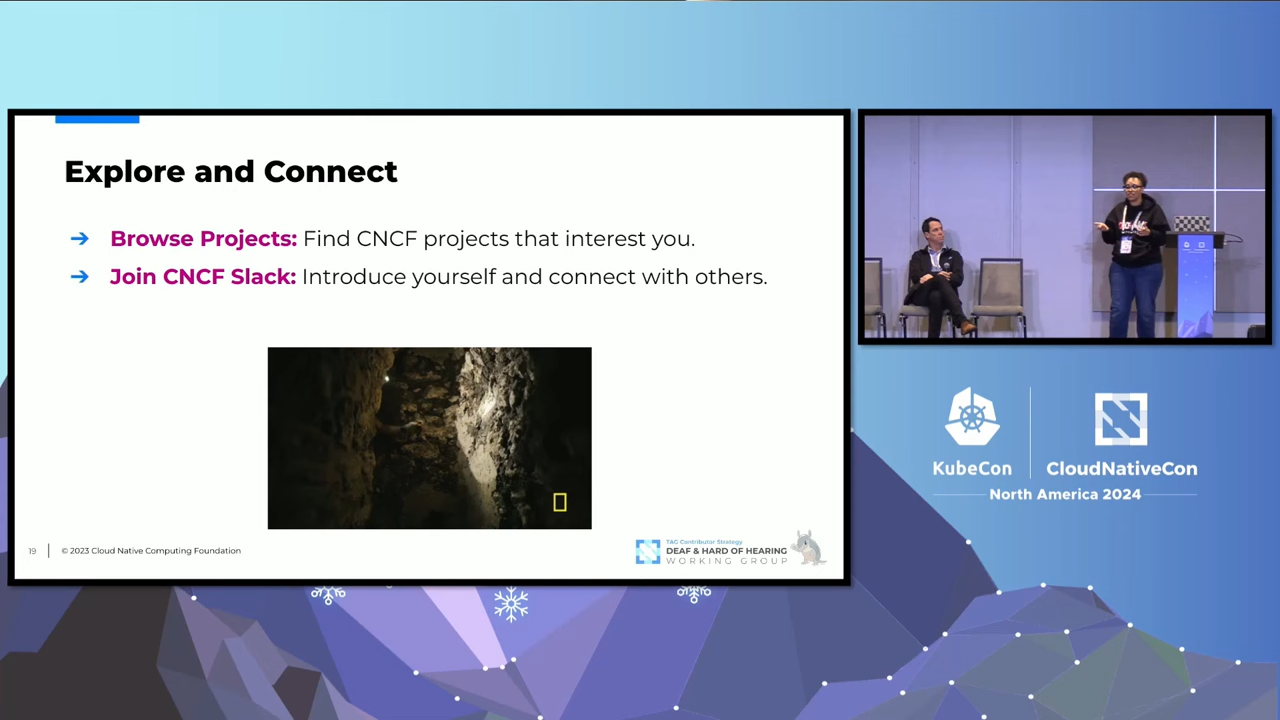 Explore and Connect
➔ Browse Projects: Find CNCF projects that interest you.
➔ Join CNCF Slack: Introduce yourself and connect with others.
19
© 2023 Cloud Native Computing Foundation
TAG Contributor Strategy
DEAF & HARD OF HEARING
WORKING GROUP
KubeCon
CloudNativeCon
North America 2024